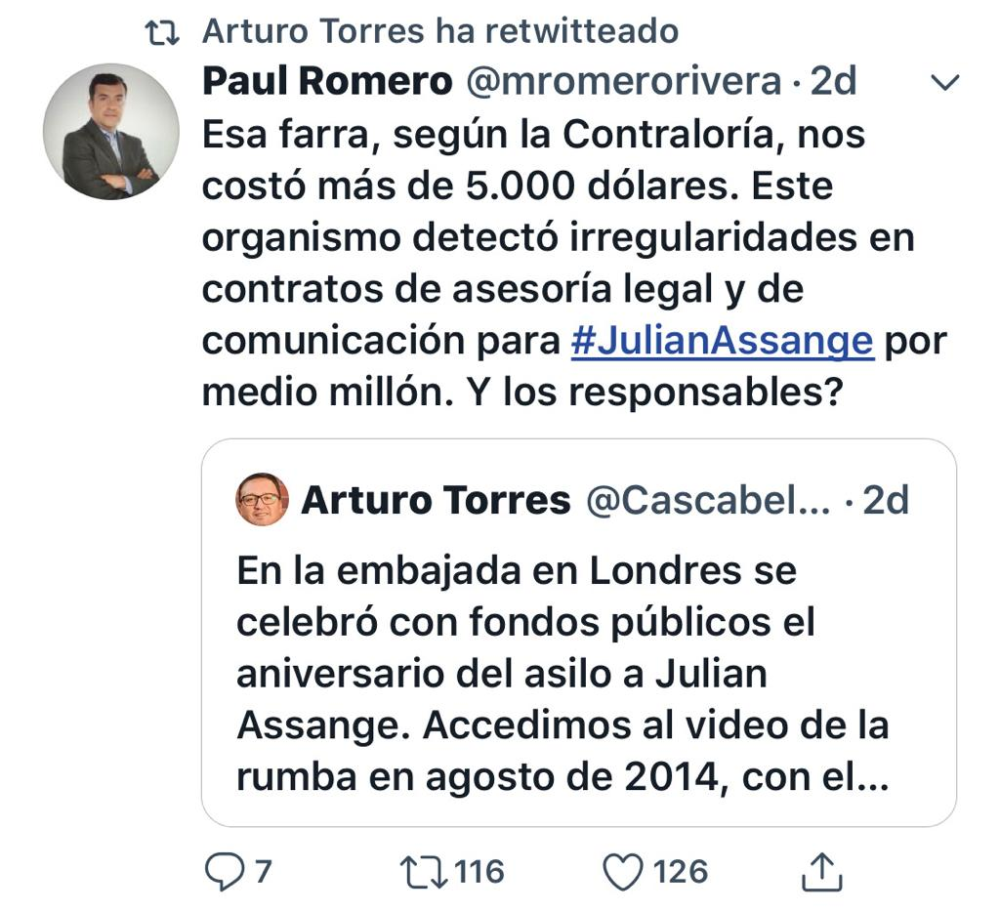 Arturo Torres ha retwitteado
Paul Romero @mromerorivera · 2d
Esa farra, según la Contraloría, nos
costó más de 5.000 dólares. Este
organismo detectó irregularidades en
contratos de asesoría legal y de
comunicación para #JulianAssange por
medio millón. Y los responsables?
Arturo Torres @Cascabel... · 2d
En la embajada en Londres se
celebró con fondos públicos el
aniversario del asilo a Julian
Assange. Accedimos al video de la
rumba en agosto de 2014, con el...
7 116 126